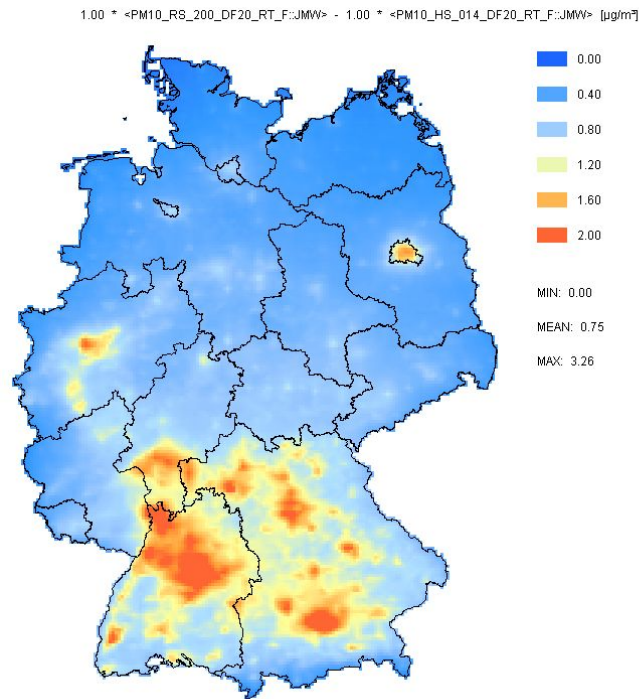 1.00 * <PM10_RS_200_DF20_RT_F::JMW> - 1.00 * <PM10_HS_014_DF20_RT_F::JMW> [µg/m³]
0.00
0.40
0.80
1.20
1.60
2.00
MIN: 0.00
MEAN: 0.75
MAX: 3.26